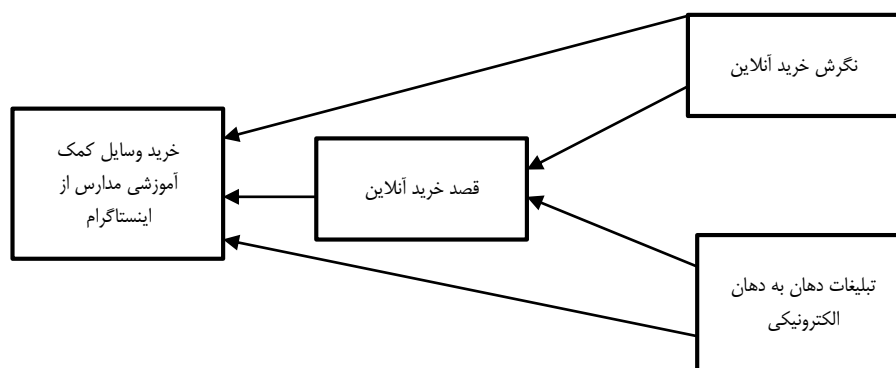 نگرش خرید آنلاین
خرید وسایل کمک
آموزشی مدارس از
اینستاگرام
قصد خرید آنلاین
تبلیغات دهان به دهان
الکترونیکی